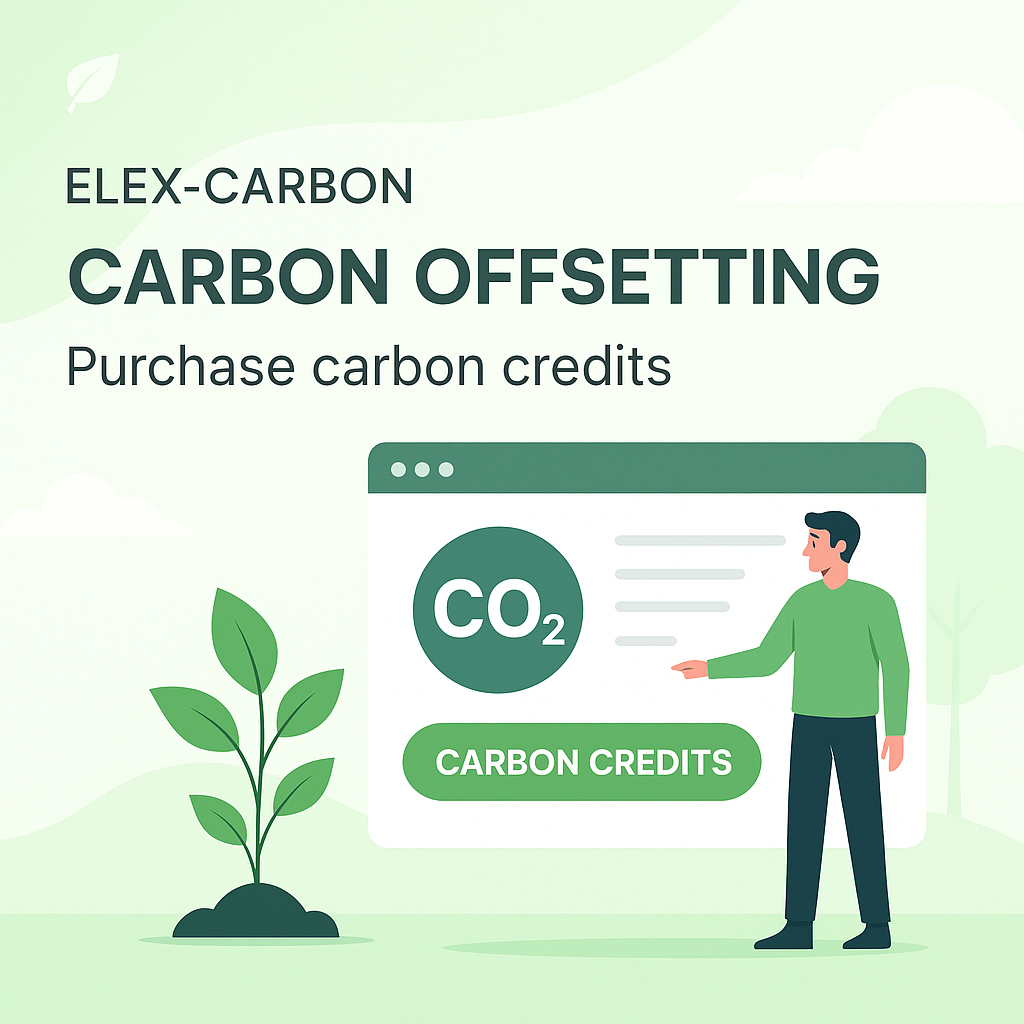 ELEX-CARBON
CARBON OFFSETTING
Purchase carbon credits
CO₂
CARBON CREDITS